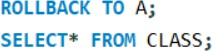 ROLLBACK TO A;
SELECT* FROM CLASS;